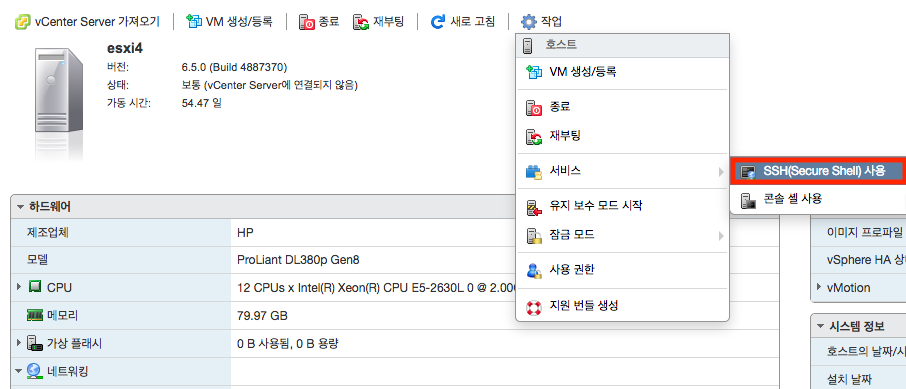 vCenter Server 가져오기 VM 생성/등록 종료 재부팅 새로 고침 작업
esxi4
버전: 6.5.0 (Build 4887370)
상태: 보통 (vCenter Server에 연결되지 않음)
가동 시간: 54.47 일
호스트
VM 생성/등록
종료
재부팅
서비스
유지 보수 모드 시작
잠금 모드
사용 권한
지원 번들 생성
SSH(Secure Shell) 사용
콘솔 셸 사용
하드웨어
제조업체 HP
모델 ProLiant DL380p Gen8
CPU 12 CPUs x Intel(R) Xeon(R) CPU E5-2630L 0 @ 2.00
메모리 79.97 GB
가상 플래시 0 B 사용됨, 0 B 용량
네트워킹
이미지 프로파일
vSphere HA 상
vMotion
시스템 정보
호스트의 날짜/시
설치 날짜